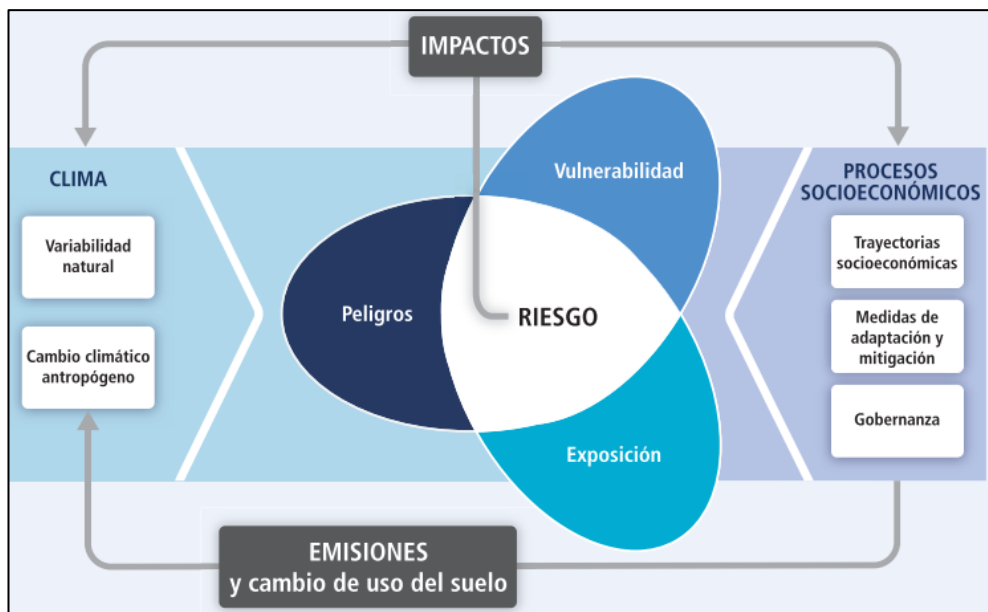 IMPACTOS
CLIMA
Variabilidad
natural
Cambio climático
antropógeno
Vulnerabilidad
Peligros
RIESGO
Exposición
PROCESOS
SOCIOECONÓMICOS
Trayectorias
socioeconómicas
Medidas de
adaptación y
mitigación
Gobernanza
EMISIONES
y cambio de uso del suelo